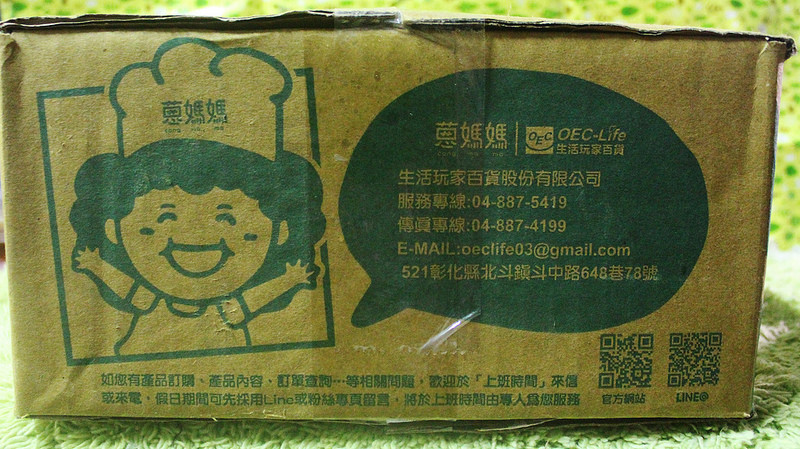 蔥媽媽
蔥媽媽 OEC OEC-Life
生活玩家百貨
生活玩家百貨股份有限公司
服務專線:04-887-5419
傳真專線:04-887-4199
E-MAIL:oeclife03@gmail.com
521彰化縣北斗鎮斗中路648巷78號
如您有產品訂購、產品內容、訂單查詢…等相關問題,歡迎於「上班時間」來信
或來電,假日期間可先採用Line或粉絲專頁留言,將於上班時間由專人為您服務
官方網站 LINE@